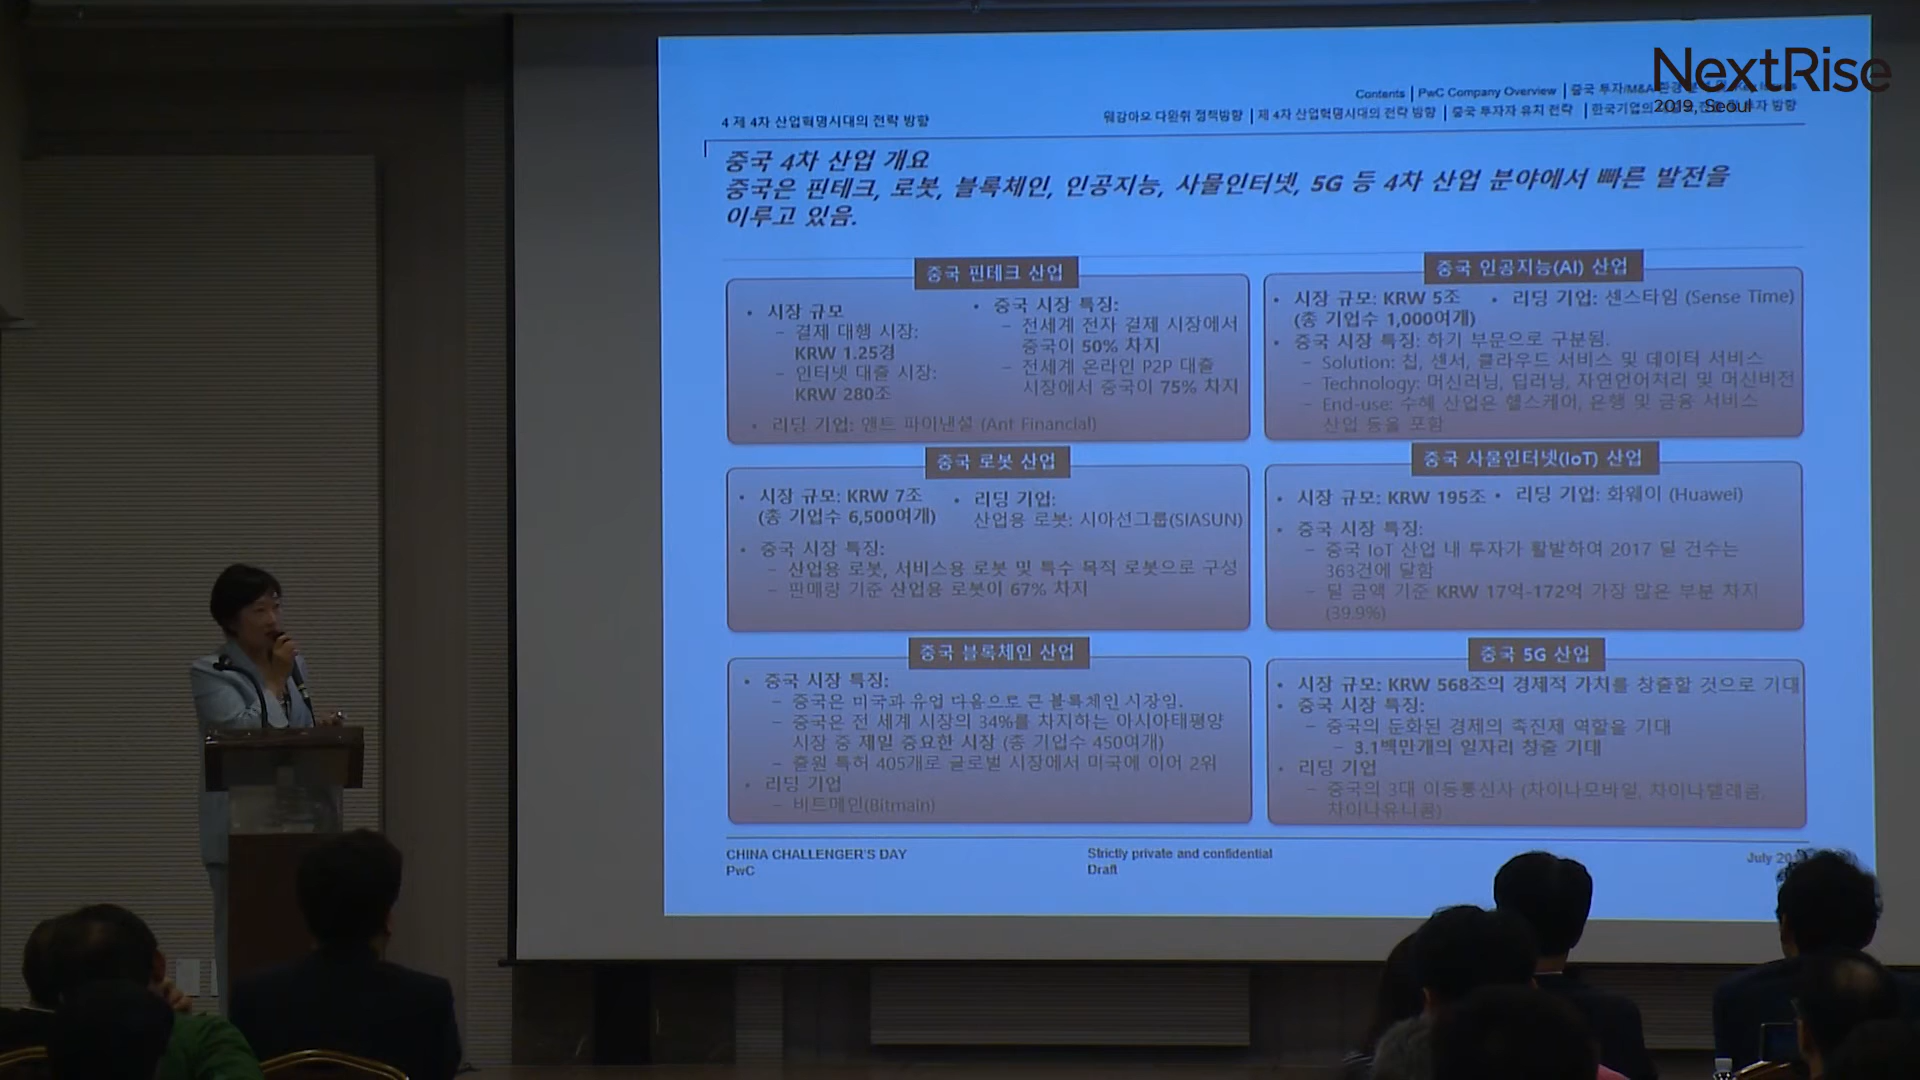 NextRise
2019, Seoul
Contents | PwC Company Overview | 중국 투자/M&A
4 제 4차 산업혁명시대의 전략 방향
워강아오 다완취 정책방향 | 제 4차 산업혁명시대의 전략 방향 | 중국 투자자 유치 전략 | 한국기업의 투자 방향
중국 4차 산업 개요
중국은 핀테크, 로봇, 블록체인, 인공지능, 사물인터넷, 5G 등 4차 산업 분야에서 빠른 발전을
이루고 있음.
중국 핀테크 산업
• 시장 규모
– 결제 대행 시장:
KRW 1.25경
– 인터넷 대출 시장:
KRW 280조
• 중국 시장 특징:
– 전세계 전자 결제 시장에서
중국이 50% 차지
– 전세계 온라인 P2P 대출
시장에서 중국이 75% 차지
• 리딩 기업: 앤트 파이낸셜 (Ant Financial)
중국 인공지능(AI) 산업
• 시장 규모: KRW 5조 • 리딩 기업: 센스타임 (Sense Time)
(총 기업수 1,000여개)
• 중국 시장 특징: 하기 부문으로 구분됨.
– Solution: 칩, 센서, 클라우드 서비스 및 데이터 서비스
– Technology: 머신러닝, 딥러닝, 자연언어처리 및 머신비전
– End-use: 수혜 산업은 헬스케어, 은행 및 금융 서비스
산업 등을 포함
중국 로봇 산업
• 시장 규모: KRW 7조
(총 기업수 6,500여개)
• 리딩 기업:
산업용 로봇: 시아선그룹(SIASUN)
• 중국 시장 특징:
– 산업용 로봇, 서비스용 로봇 및 특수 목적 로봇으로 구성
– 판매량 기준 산업용 로봇이 67% 차지
중국 사물인터넷(IoT) 산업
• 시장 규모: KRW 195조 • 리딩 기업: 화웨이 (Huawei)
• 중국 시장 특징:
– 중국 IoT 산업 내 투자가 활발하여 2017 딜 건수는
363건에 달함
– 딜 금액 기준 KRW 17억-172억 가장 많은 부분 차지
(39.9%)
중국 블록체인 산업
• 중국 시장 특징:
– 중국은 미국과 유럽 다음으로 큰 블록체인 시장임.
– 중국은 전 세계 시장의 34%를 차지하는 아시아태평양
시장 중 제일 중요한 시장 (총 기업수 450여개)
– 출원 특허 405개로 글로벌 시장에서 미국에 이어 2위
• 리딩 기업
– 비트메인(Bitmain)
중국 5G 산업
• 시장 규모: KRW 568조의 경제적 가치를 창출할 것으로 기대
• 중국 시장 특징:
– 중국의 둔화된 경제의 촉진제 역할을 기대
– 3.1백만개의 일자리 창출 기대
• 리딩 기업
– 중국의 3대 이동통신사 (차이나모바일, 차이나텔레콤,
차이나유니콤)
CHINA CHALLENGER'S DAY
PwC
Strictly private and confidential
Draft
July